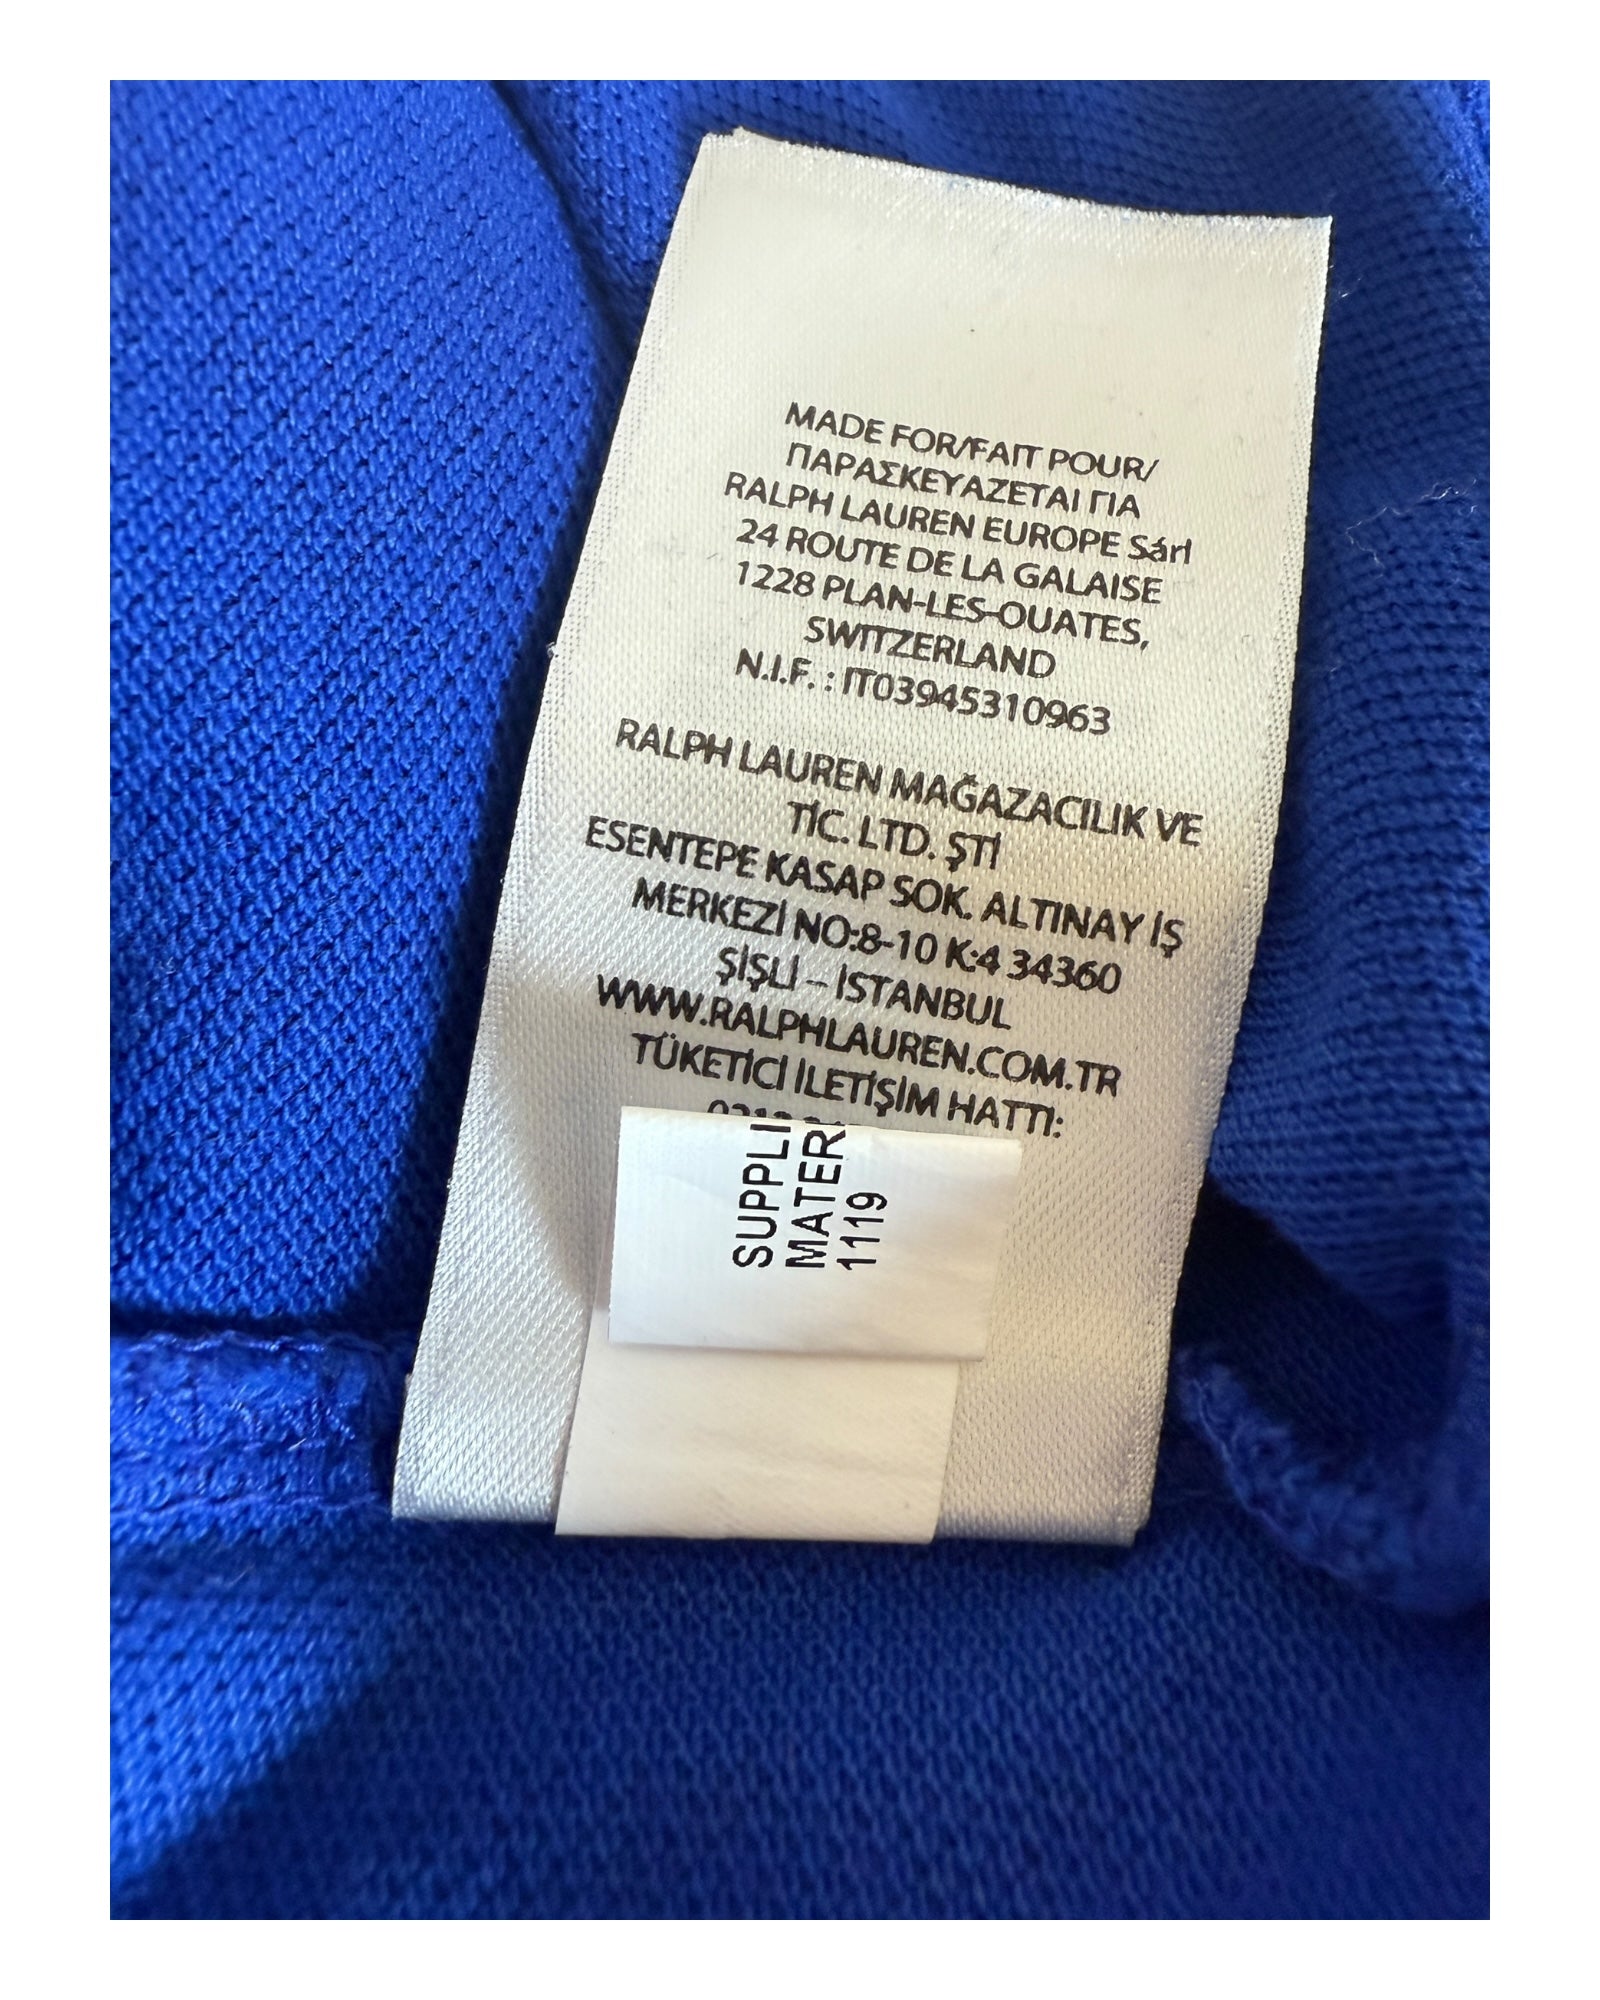 MADE FOR/FAIT POUR/
ΠΑΡΑΣΚΕΥΑΖΕΤΑΙ ΓΙΑ
RALPH LAUREN EUROPE Sárl
24 ROUTE DE LA GALAISE
1228 PLAN-LES-OUATES,
SWITZERLAND
N.I.F. : IT03945310963
RALPH LAUREN MAĞAZACILIK VE
TİC. LTD. ŞTİ
ESENTEPE KASAP SOK. ALTINAY İŞ
MERKEZİ NO:8-10 K:4 34360
ŞİŞLİ – İSTANBUL
WWW.RALPHLAUREN.COM.TR
TÜKETİCİ İLETİŞİM HATTI:
SUPPLI
MATER
1119